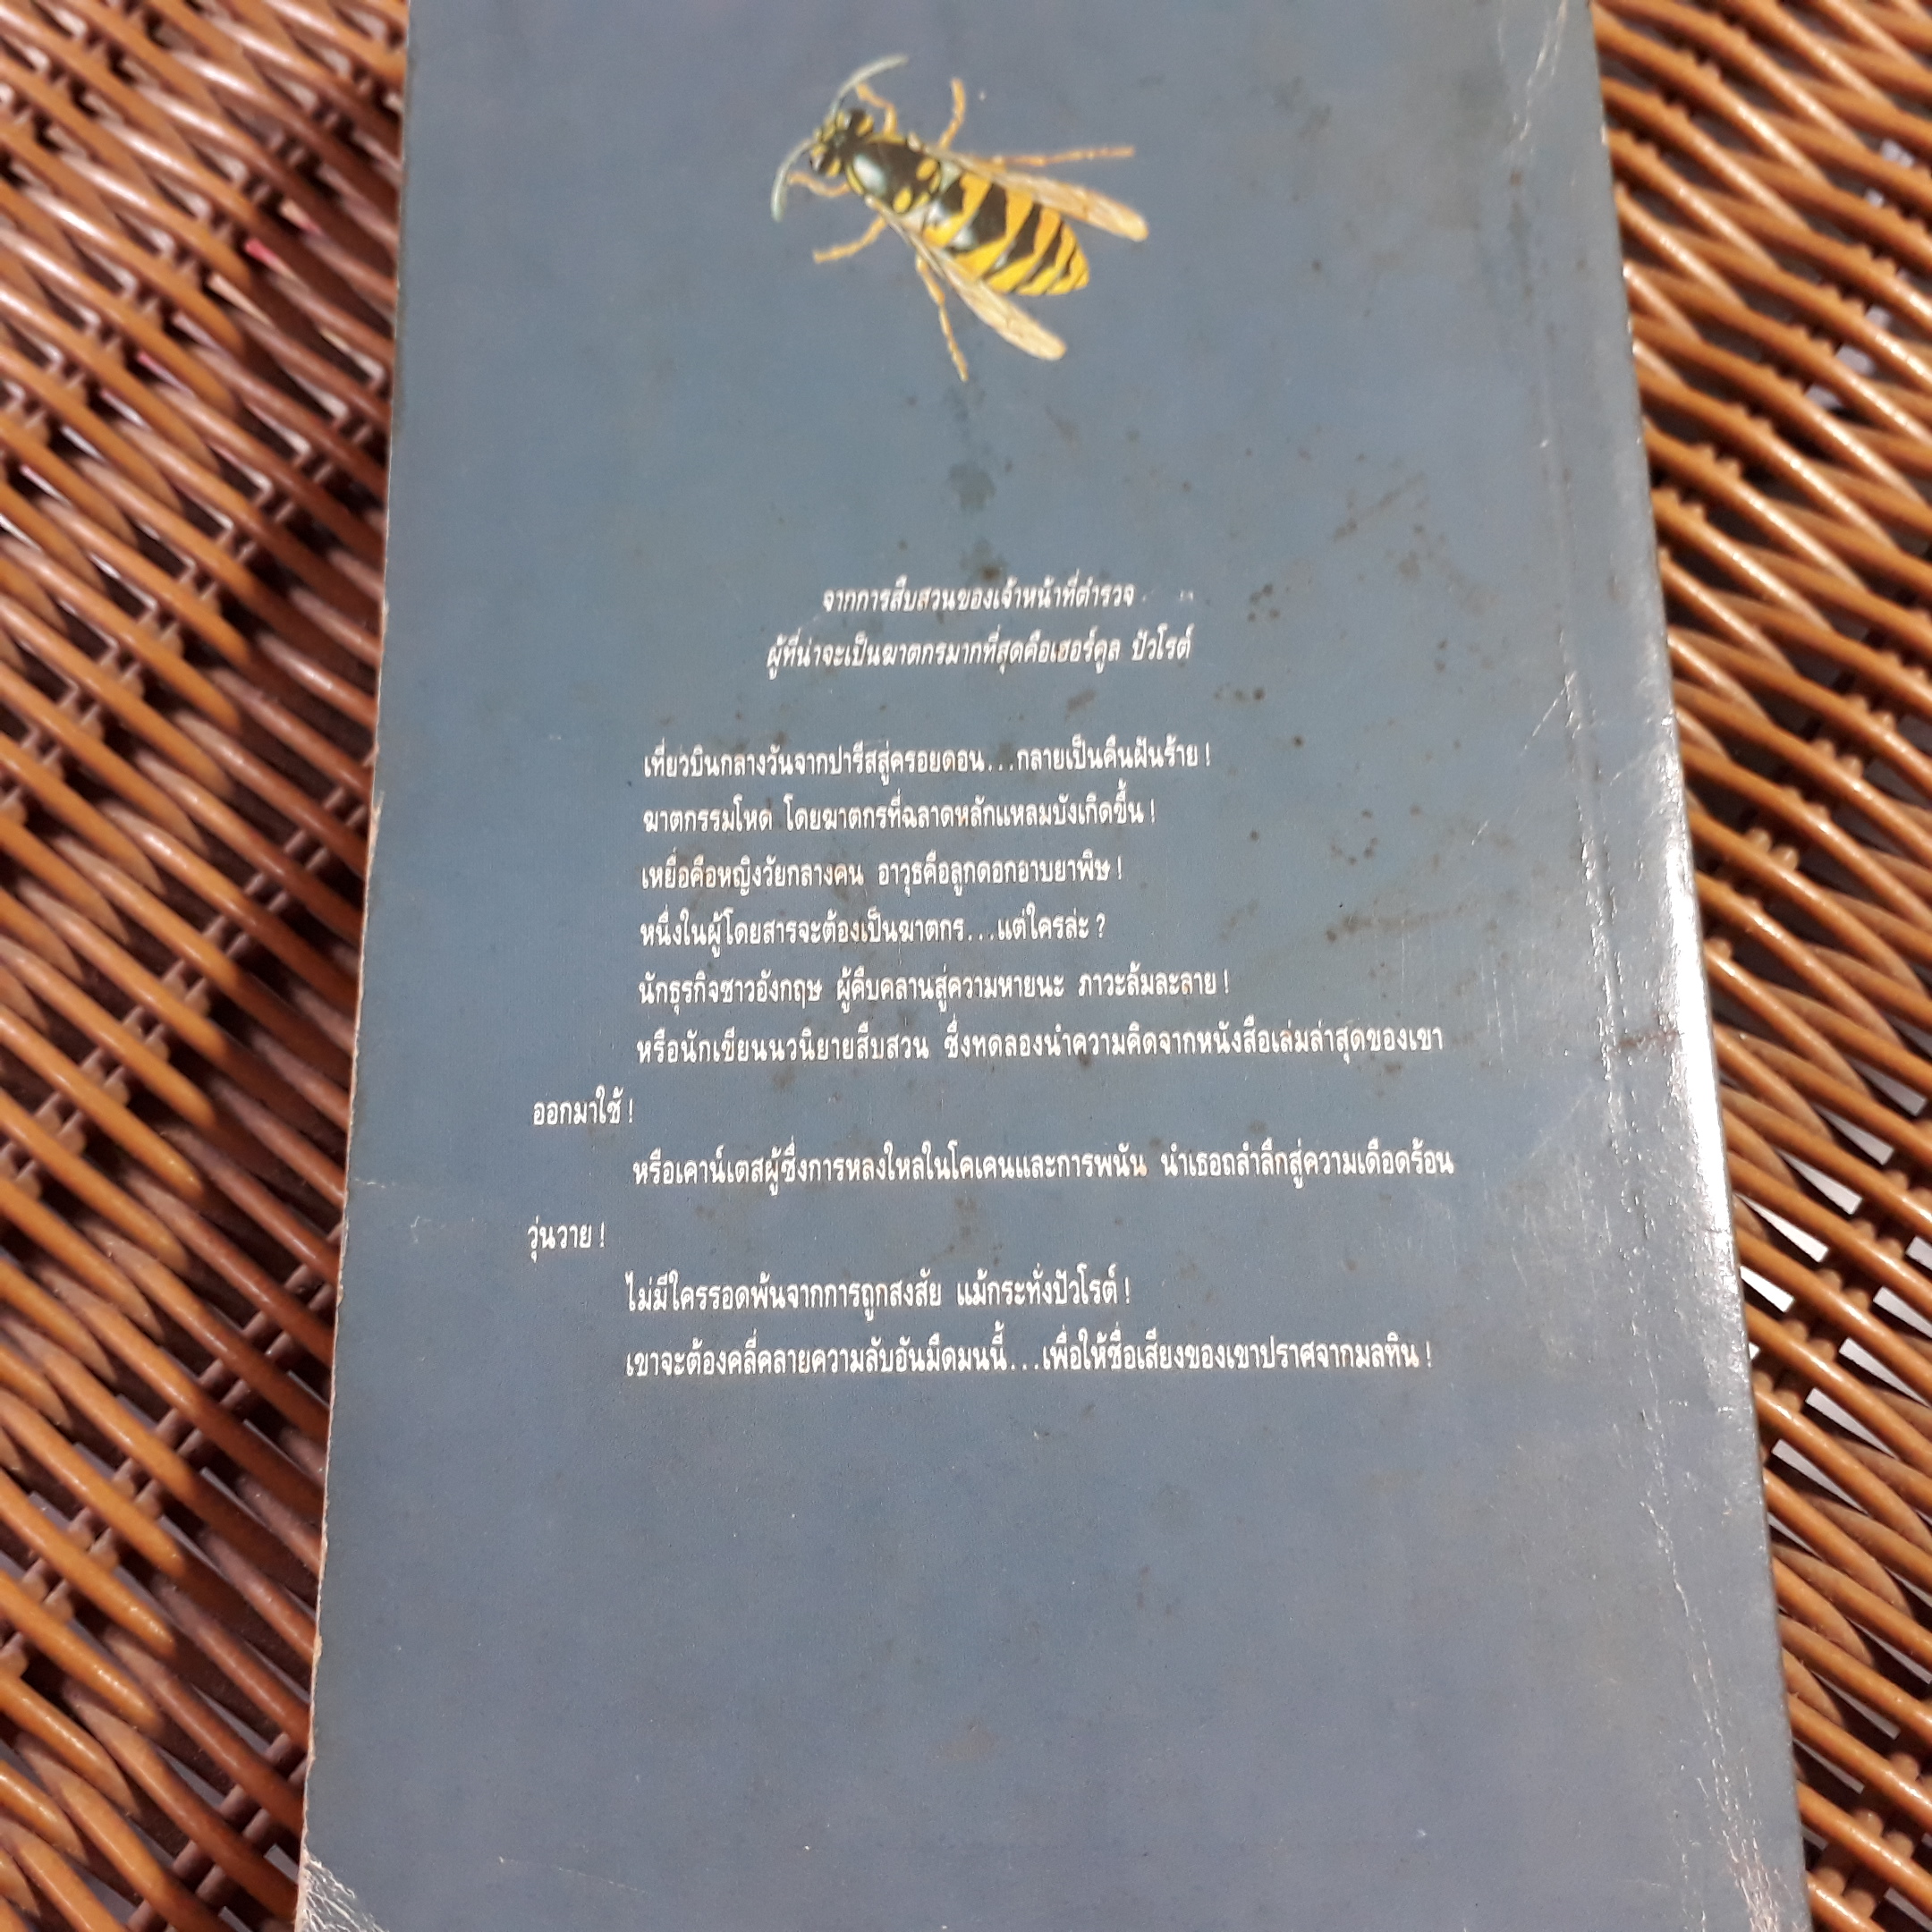 จากการสืบสวนของเจ้าหน้าที่ตำรวจ
ผู้ที่น่าจะเป็นฆาตกรมากที่สุดคือเฮอร์คูล ปัวโรต์
เที่ยวบินกลางวันจากปารีสสู่ครอยดอน...กลายเป็นคืนฝันร้าย!
ฆาตกรรมโหด โดยฆาตกรที่ฉลาดหลักแหลมบังเกิดขึ้น!
เหยื่อคือหญิงวัยกลางคน อาวุธคือลูกดอกอาบยาพิษ!
หนึ่งในผู้โดยสารจะต้องเป็นฆาตกร...แต่ใครล่ะ?
นักธุรกิจชาวอังกฤษ ผู้คืบคลานสู่ความหายนะ ภาวะล้มละลาย!
หรือนักเขียนนวนิยายสืบสวน ซึ่งทดลองนำความคิดจากหนังสือเล่มล่าสุดของเขา
ออกมาใช้!
หรือเคาน์เตสผู้ซึ่งการหลงใหลในโคเคนและการพนัน นำเธอถลำลึกสู่ความเดือดร้อน
วุ่นวาย!
ไม่มีใครรอดพ้นจากการถูกสงสัย แม้กระทั่งปัวโรต์!
เขาจะต้องคลี่คลายความลับอันมืดมนนี้...เพื่อให้ชื่อเสียงของเขาปราศจากมลทิน!